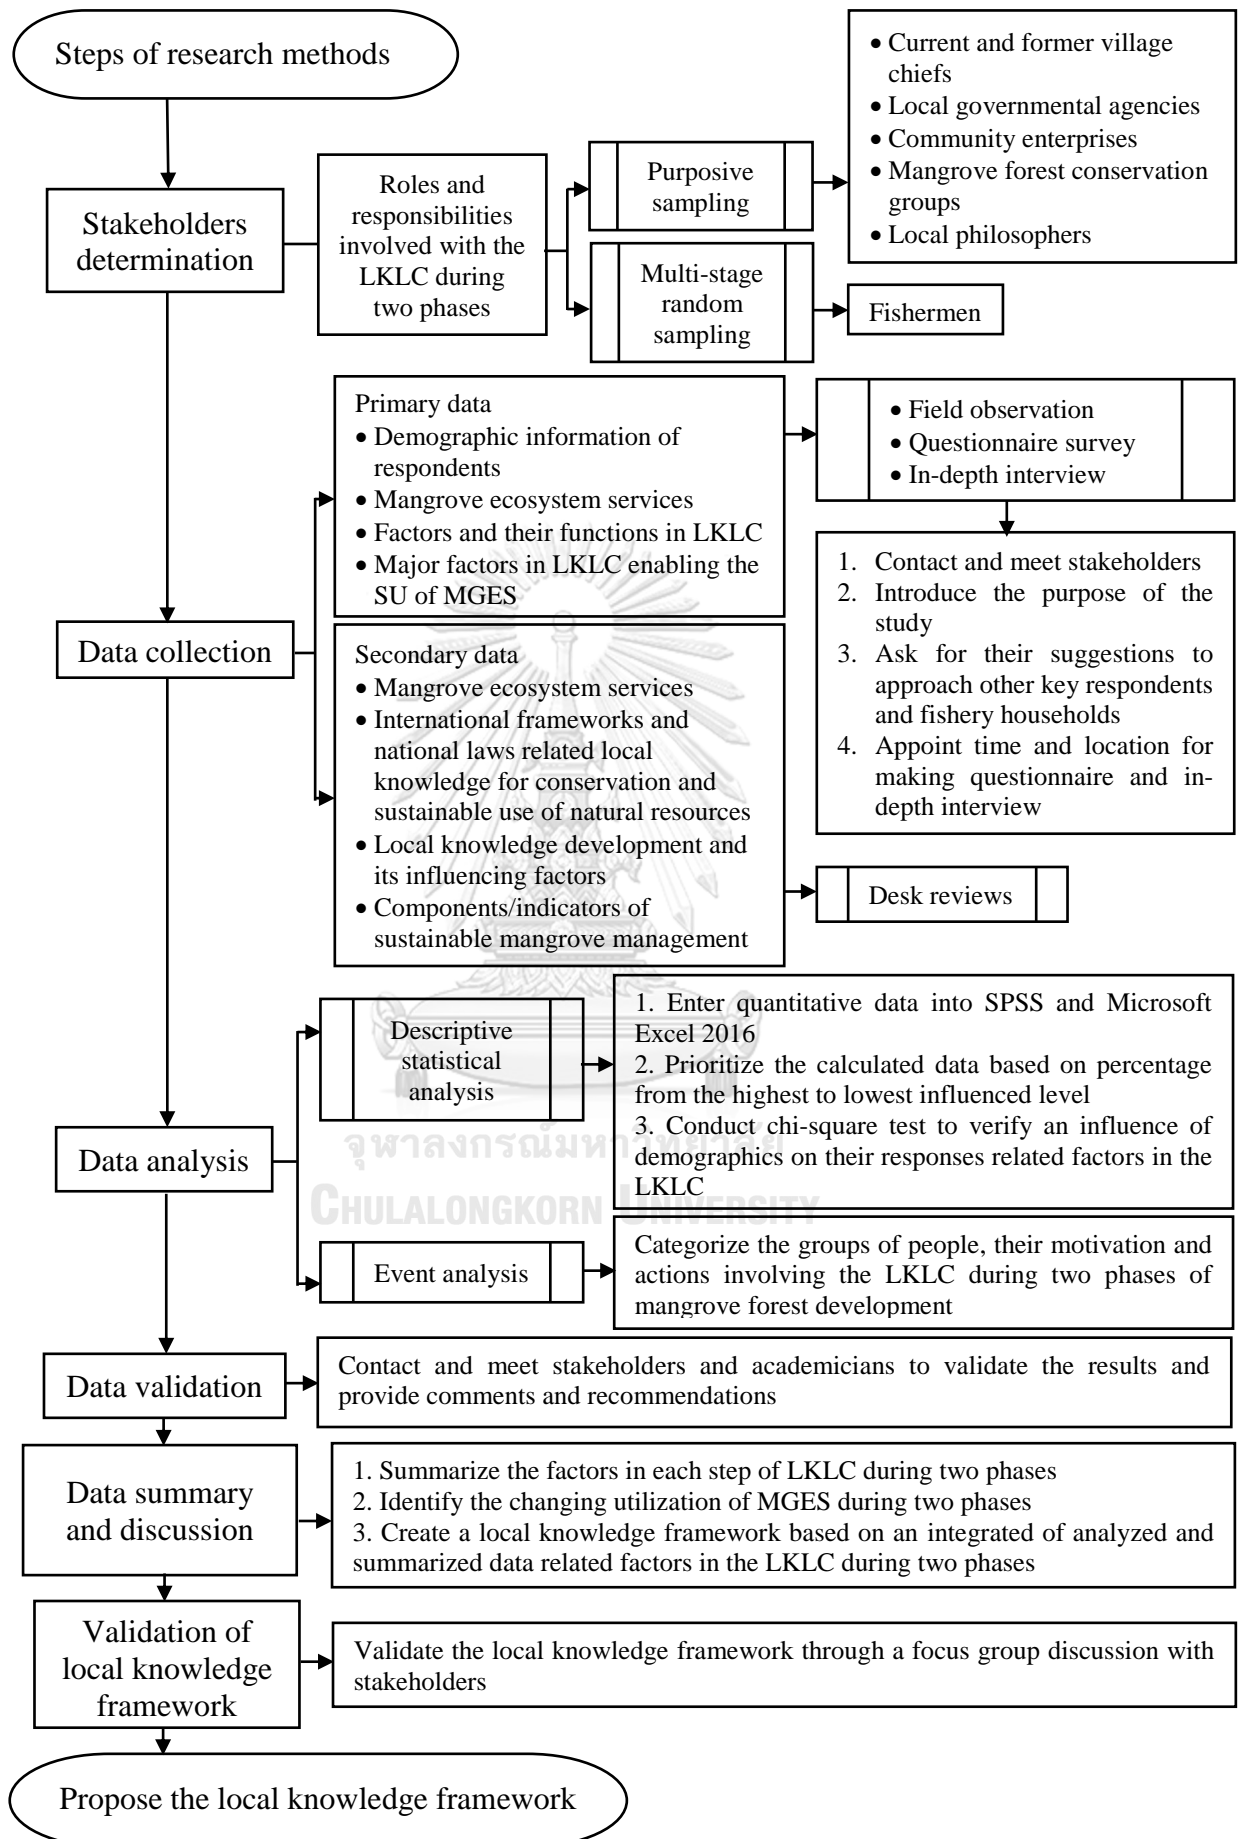 Steps of research methods
Stakeholders
determination
Roles and
responsibilities
involved with the
LKLC during
two phases
Purposive
sampling
• Current and former village
chiefs
• Local governmental agencies
• Community enterprises
• Mangrove forest conservation
groups
• Local philosophers
Multi-stage
random
sampling
Fishermen
Data collection
Primary data
• Demographic information of
respondents
• Mangrove ecosystem services
• Factors and their functions in LKLC
• Major factors in LKLC enabling the
SU of MGES
• Field observation
• Questionnaire survey
• In-depth interview
1. Contact and meet stakeholders
2. Introduce the purpose of the
study
3. Ask for their suggestions to
approach other key respondents
and fishery households
4. Appoint time and location for
making questionnaire and in-
depth interview
Secondary data
• Mangrove ecosystem services
• International frameworks and
national laws related local
knowledge for conservation and
sustainable use of natural resources
• Local knowledge development and
its influencing factors
• Components/indicators of
sustainable mangrove management
Desk reviews
Data analysis
Descriptive
statistical
analysis
1. Enter quantitative data into SPSS and Microsoft
Excel 2016
2. Prioritize the calculated data based on percentage
from the highest to lowest influenced level
3. Conduct chi-square test to verify an influence of
demographics on their responses related factors in the
LKLC
จุฬาลงกรณ์มหาวิทยาลัย
CHULALONGKORN UNIVERSITY
Event analysis
Categorize the groups of people, their motivation and
actions involving the LKLC during two phases of
mangrove forest development
Data validation
Contact and meet stakeholders and academicians to validate the results and
provide comments and recommendations
Data summary
and discussion
1. Summarize the factors in each step of LKLC during two phases
2. Identify the changing utilization of MGES during two phases
3. Create a local knowledge framework based on an integrated of analyzed and
summarized data related factors in the LKLC during two phases
Validation of
local knowledge
framework
Validate the local knowledge framework through a focus group discussion with
stakeholders
Propose the local knowledge framework